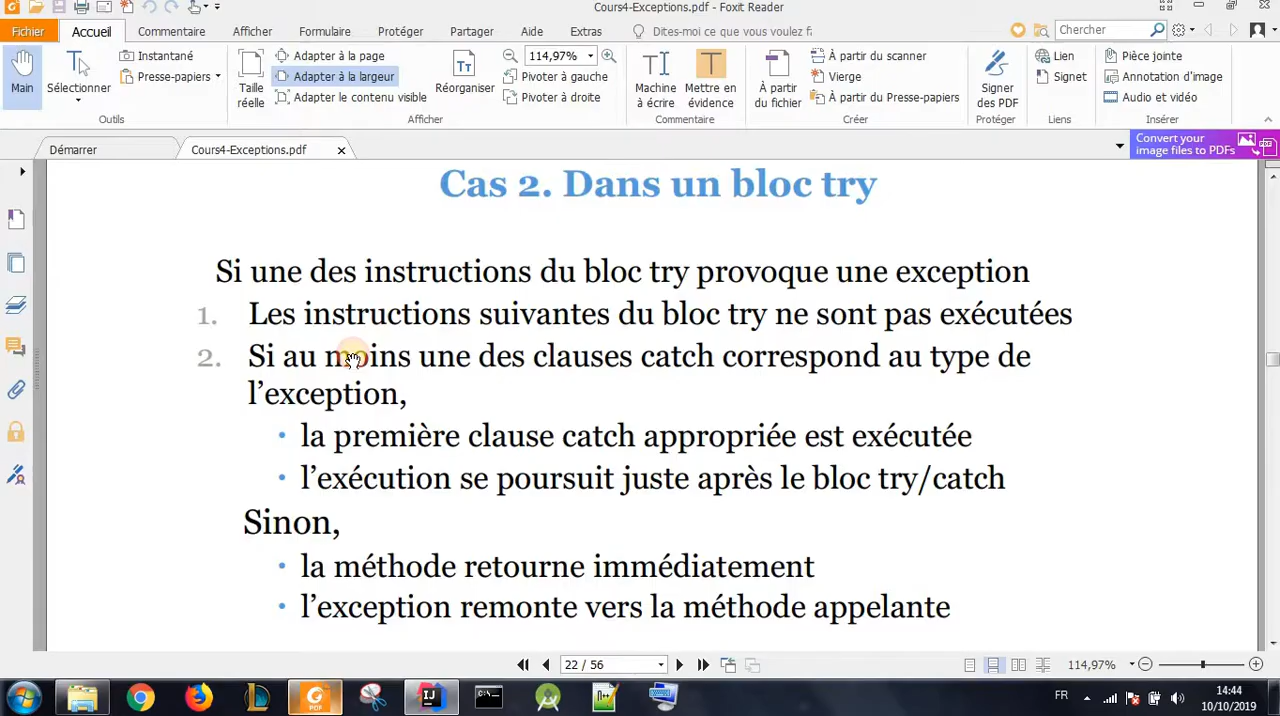 Cours4-Exceptions.pdf - Foxit Reader
Fichier Accueil Commentaire Afficher Formulaire Protéger Partager Aide Extras Dites-moi ce que vous voulez f: Chercher
Main
Sélectionner
Instantané
Presse-papiers
Outils
Taille réelle
Adapter à la page
Adapter à la largeur
Adapter le contenu visible
Réorganiser
114,97%
Pivoter à gauche
Pivoter à droite
Afficher
Machine à écrire
Mettre en évidence
Commentaire
À partir du fichier
À partir du scanner
Vierge
À partir du Presse-papiers
Créer
Signer des PDF
Protéger
Lien
Signet
Liens
Pièce jointe
Annotation d'image
Audio et vidéo
Insérer
Démarrer Cours4-Exceptions.pdf
Convert your
image files to PDFs
Cas 2. Dans un bloc try
Si une des instructions du bloc try provoque une exception
1. Les instructions suivantes du bloc try ne sont pas exécutées
2. Si au moins une des clauses catch correspond au type de
l’exception,
• la première clause catch appropriée est exécutée
• l’exécution se poursuit juste après le bloc try/catch
Sinon,
• la méthode retourne immédiatement
• l’exception remonte vers la méthode appelante
22 / 56 114,97%
FR 14:44
10/10/2019